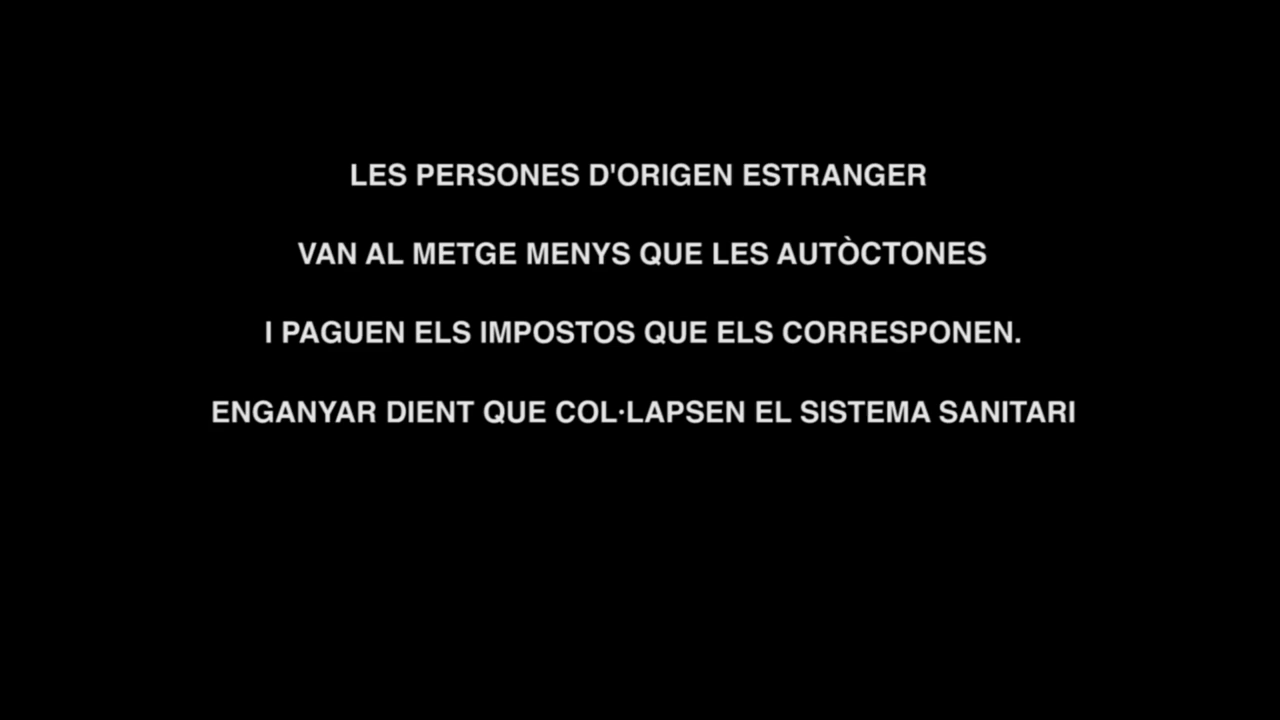 LES PERSONES D'ORIGEN ESTRANGER
VAN AL METGE MENYS QUE LES AUTÒCTONES
I PAGUEN ELS IMPOSTOS QUE ELS CORRESPONEN.
ENGANYAR DIENT QUE COL·LAPSEN EL SISTEMA SANITARI